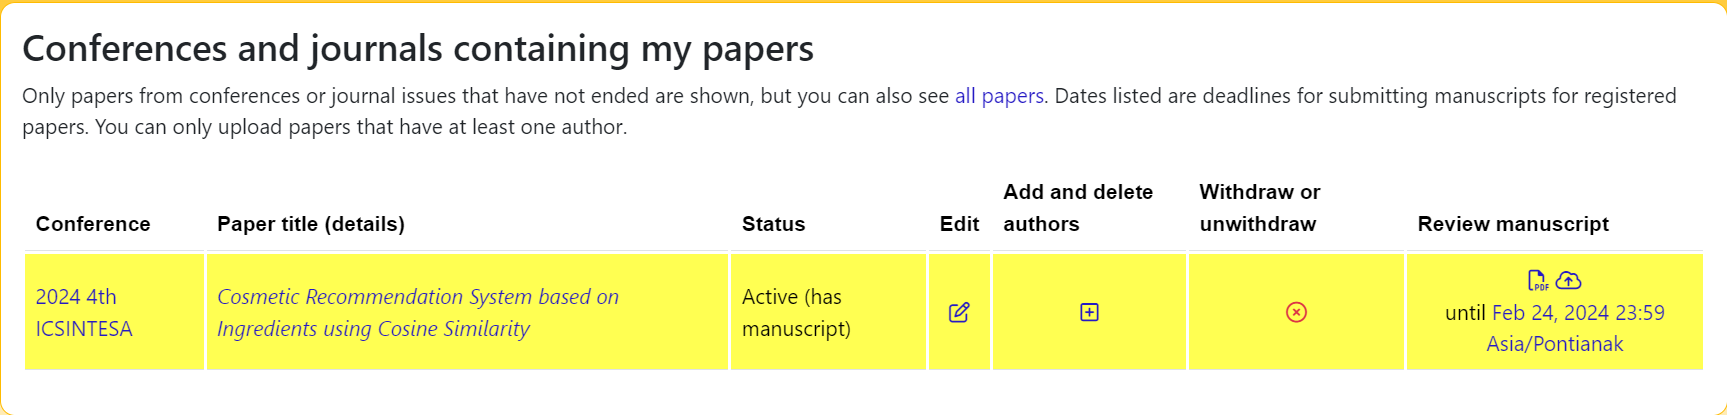 Conferences and journals containing my papers
Only papers from conferences or journal issues that have not ended are shown, but you can also see all papers. Dates listed are deadlines for submitting manuscripts for registered
papers. You can only upload papers that have at least one author.
Conference
Paper title (details)
Status
Edit
Add and delete
authors
Withdraw or
unwithdraw
Review manuscript
2024 4th
ICSINTESA
Cosmetic Recommendation System based on
Ingredients using Cosine Similarity
Active (has
manuscript)
PDF
until Feb 24, 2024 23:59
Asia/Pontianak